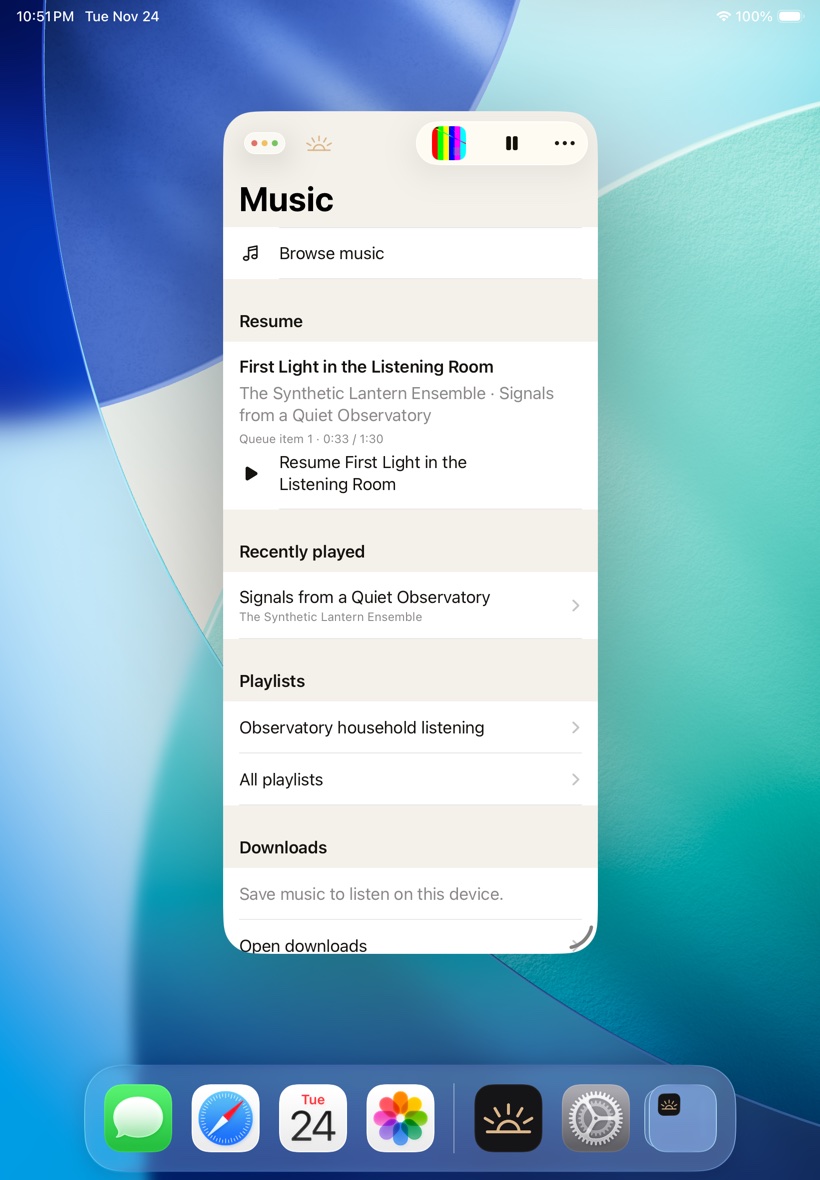 10:51 PM Tue Nov 24
100%
Music
Browse music
Resume
First Light in the Listening Room
The Synthetic Lantern Ensemble · Signals
from a Quiet Observatory
Queue item 1 · 0:33 / 1:30
Resume First Light in the
Listening Room
Recently played
Signals from a Quiet Observatory
The Synthetic Lantern Ensemble
Playlists
Observatory household listening
All playlists
Downloads
Save music to listen on this device.
Open downloads
Tue
24